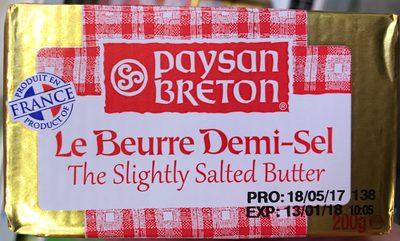 paysan
BRETON®
PRODUIT EN
FRANCE
PRODUCT OF
Le Beurre Demi-Sel
The Slightly Salted Butter
PRO: 18/05/17 138
EXP: 13/01/18 10:05
200g